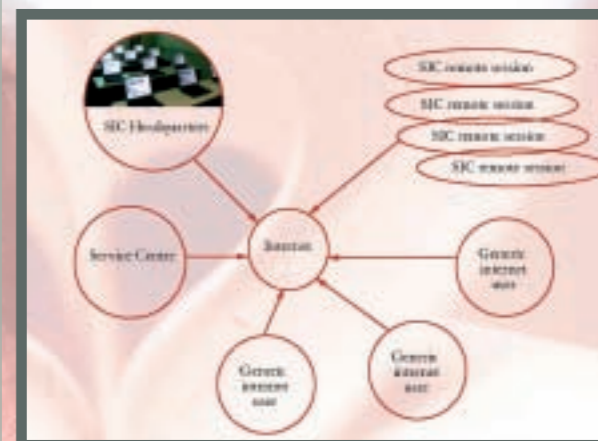 SIC Headquarters
SIC remote session
SIC remote session
SIC remote session
SIC remote session
Service Center
Internet
Generic
internet
user
Generic
internet
user
Generic
internet
user